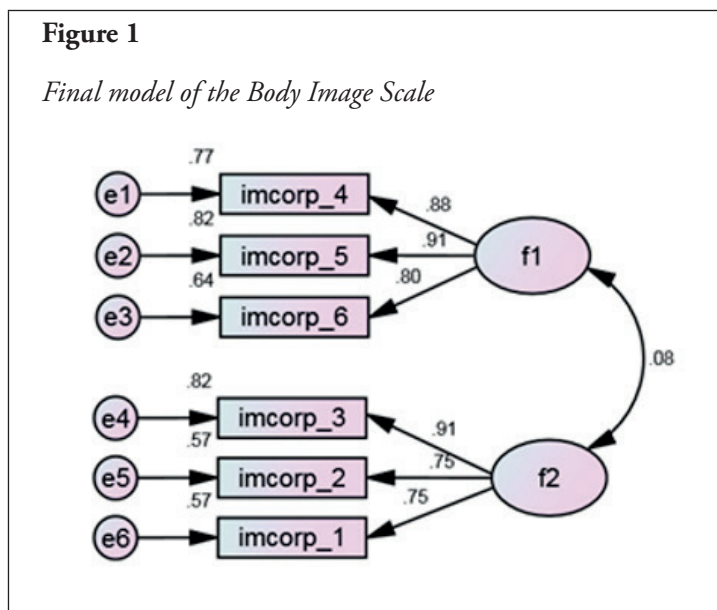 Figure 1
Final model of the Body Image Scale
.77
e1 imcorp_4 .88
.82
e2 imcorp_5 .91 f1
.64
e3 imcorp_6 .80
.08
.82
e4 imcorp_3 .91
.57
e5 imcorp_2 .75 f2
.57
e6 imcorp_1 .75